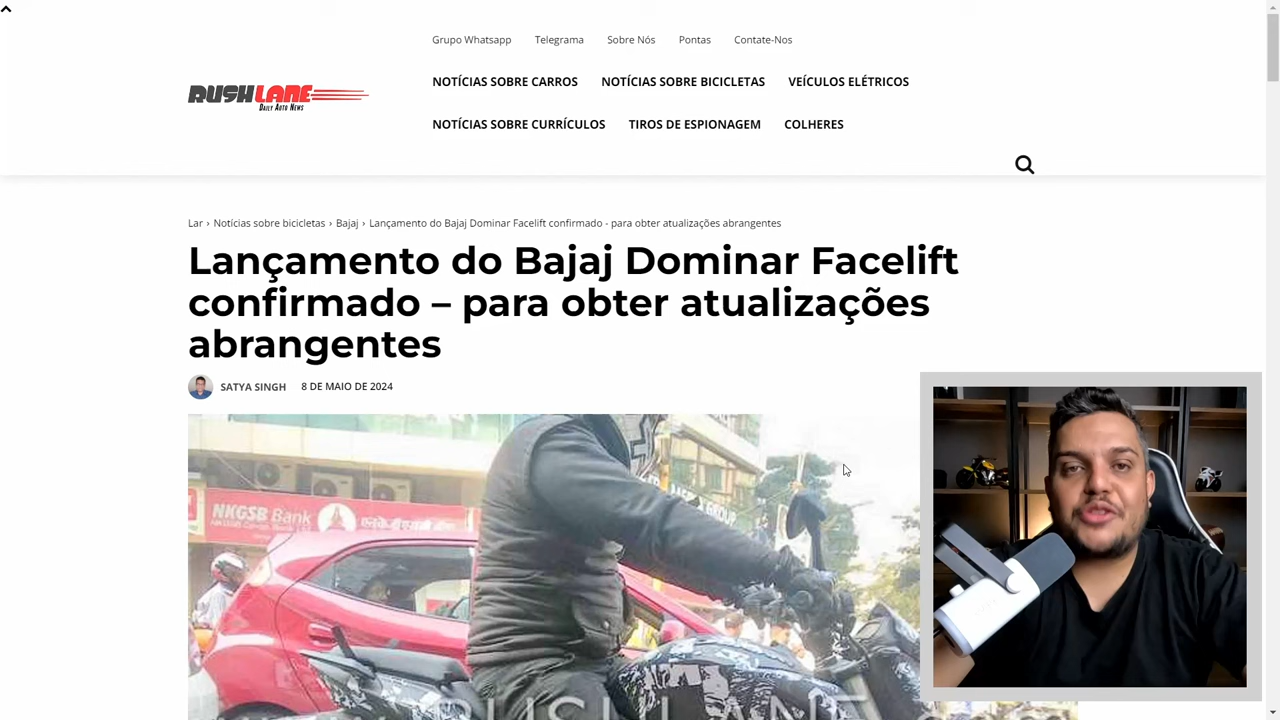 Grupo Whatsapp Telegrama Sobre Nós Pontas Contate-Nos
RUSHLANE
DAILY AUTO NEWS
NOTÍCIAS SOBRE CARROS NOTÍCIAS SOBRE BICICLETAS VEÍCULOS ELÉTRICOS
NOTÍCIAS SOBRE CURRÍCULOS TIROS DE ESPIONAGEM COLHERES
Lar › Notícias sobre bicicletas › Bajaj › Lançamento do Bajaj Dominar Facelift confirmado - para obter atualizações abrangentes
Lançamento do Bajaj Dominar Facelift
confirmado – para obter atualizações
abrangentes
SATYA SINGH 8 DE MAIO DE 2024
NKGSB Bank
GROUP
RUSHLANE